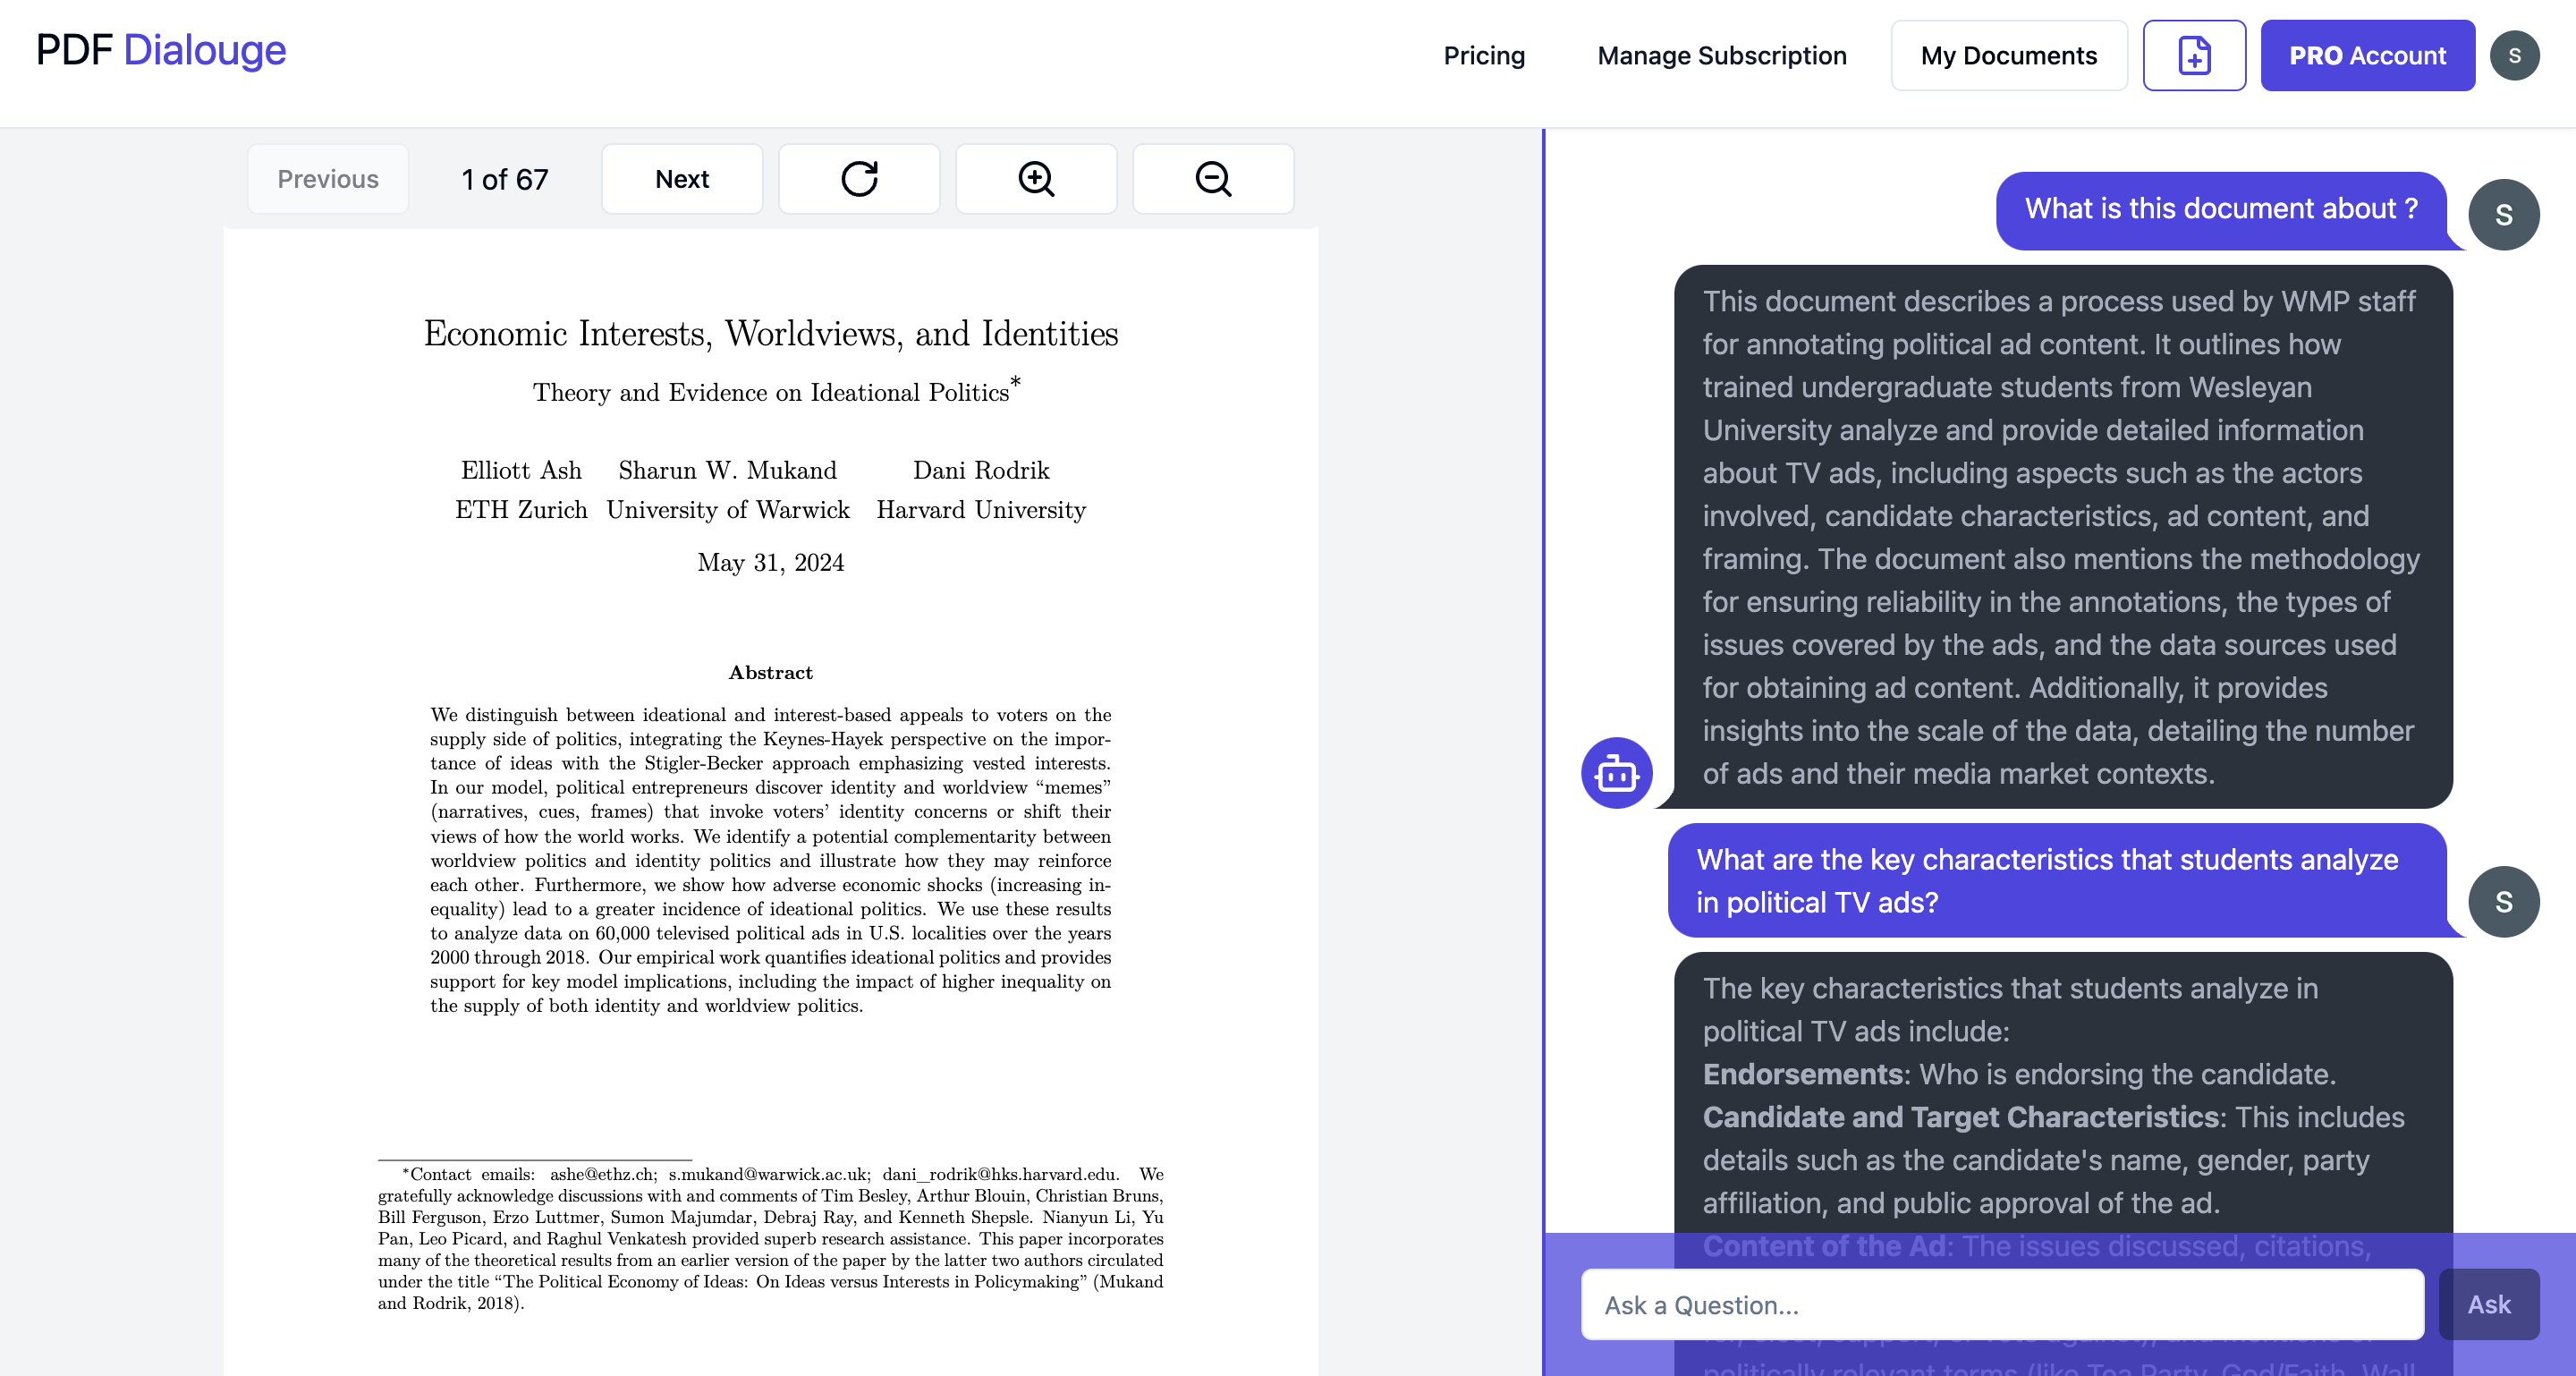 PDF Dialouge
Pricing
Manage Subscription
My Documents
PRO Account
S
Previous
1 of 67
Next
Economic Interests, Worldviews, and Identities
Theory and Evidence on Ideational Politics*
Elliott Ash Sharun W. Mukand Dani Rodrik
ETH Zurich University of Warwick Harvard University
May 31, 2024
Abstract
We distinguish between ideational and interest-based appeals to voters on the
supply side of politics, integrating the Keynes-Hayek perspective on the impor-
tance of ideas with the Stigler-Becker approach emphasizing vested interests.
In our model, political entrepreneurs discover identity and worldview “memes”
(narratives, cues, frames) that invoke voters’ identity concerns or shift their
views of how the world works. We identify a potential complementarity between
worldview politics and identity politics and illustrate how they may reinforce
each other. Furthermore, we show how adverse economic shocks (increasing in-
equality) lead to a greater incidence of ideational politics. We use these results
to analyze data on 60,000 televised political ads in U.S. localities over the years
2000 through 2018. Our empirical work quantifies ideational politics and provides
support for key model implications, including the impact of higher inequality on
the supply of both identity and worldview politics.
*Contact emails: ashe@ethz.ch; s.mukand@warwick.ac.uk; dani_rodrik@hks.harvard.edu. We
gratefully acknowledge discussions with and comments of Tim Besley, Arthur Blouin, Christian Bruns,
Bill Ferguson, Erzo Luttmer, Sumon Majumdar, Debraj Ray, and Kenneth Shepsle. Nianyun Li, Yu
Pan, Leo Picard, and Raghul Venkatesh provided superb research assistance. This paper incorporates
many of the theoretical results from an earlier version of the paper by the latter two authors circulated
under the title “The Political Economy of Ideas: On Ideas versus Interests in Policymaking” (Mukand
and Rodrik, 2018).
What is this document about ?
S
This document describes a process used by WMP staff
for annotating political ad content. It outlines how
trained undergraduate students from Wesleyan
University analyze and provide detailed information
about TV ads, including aspects such as the actors
involved, candidate characteristics, ad content, and
framing. The document also mentions the methodology
for ensuring reliability in the annotations, the types of
issues covered by the ads, and the data sources used
for obtaining ad content. Additionally, it provides
insights into the scale of the data, detailing the number
of ads and their media market contexts.
What are the key characteristics that students analyze
in political TV ads?
S
The key characteristics that students analyze in
political TV ads include:
Endorsements: Who is endorsing the candidate.
Candidate and Target Characteristics: This includes
details such as the candidate's name, gender, party
affiliation, and public approval of the ad.
Content of the Ad: The issues discussed, citations,
Ask a Question...
Ask
politically relevant terms (like Tea Party, God/Faith, Wall